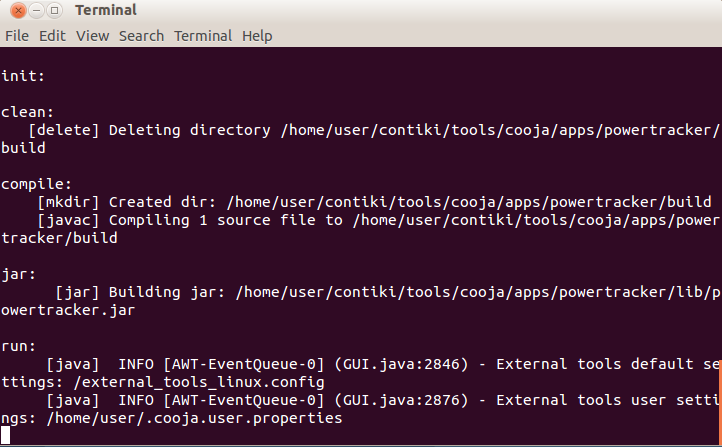 Terminal
File Edit View Search Terminal Help
init:
clean:
[delete] Deleting directory /home/user/contiki/tools/cooja/apps/powertracker/
build
compile:
[mkdir] Created dir: /home/user/contiki/tools/cooja/apps/powertracker/build
[javac] Compiling 1 source file to /home/user/contiki/tools/cooja/apps/power
tracker/build
jar:
[jar] Building jar: /home/user/contiki/tools/cooja/apps/powertracker/lib/p
owertracker.jar
run:
[java]  INFO [AWT-EventQueue-0] (GUI.java:2846) - External tools default se
ttings: /external_tools_linux.config
[java]  INFO [AWT-EventQueue-0] (GUI.java:2876) - External tools user setti
ngs: /home/user/.cooja.user.properties